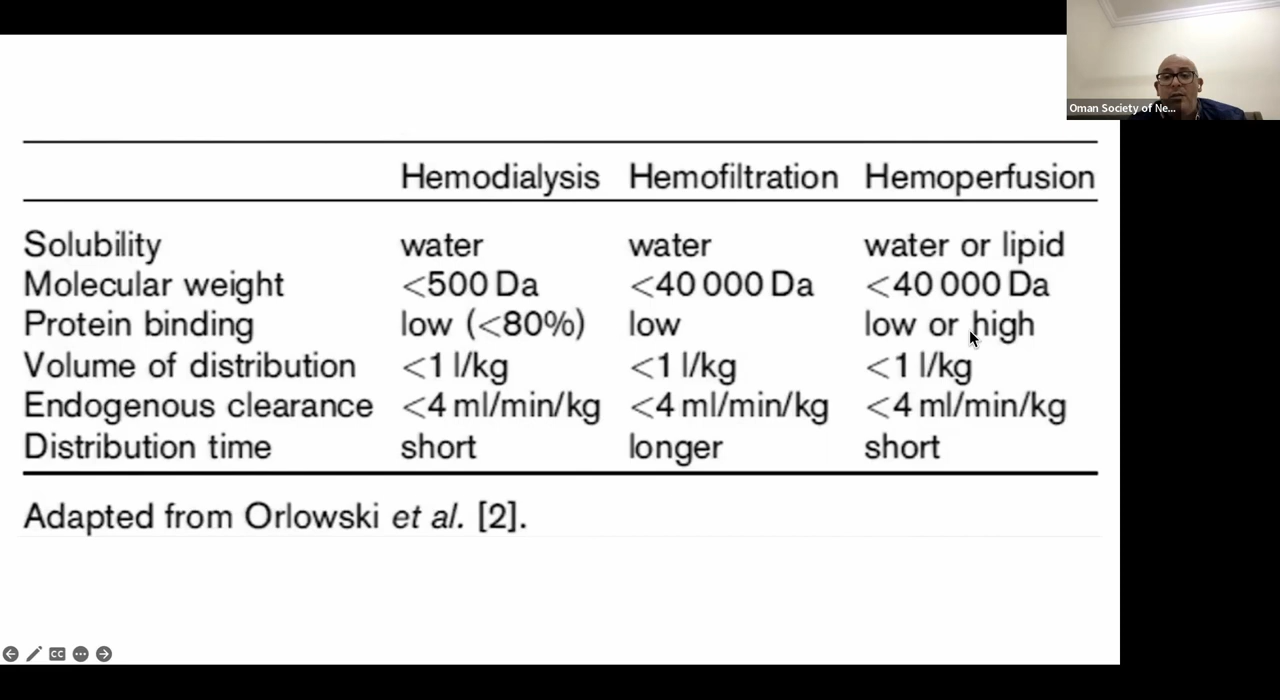 Oman Society of Ne...
Hemodialysis Hemofiltration Hemoperfusion
Solubility water water water or lipid
Molecular weight <500 Da <40 000 Da <40 000 Da
Protein binding low (<80%) low low or high
Volume of distribution <1 l/kg <1 l/kg <1 l/kg
Endogenous clearance <4 ml/min/kg <4 ml/min/kg <4 ml/min/kg
Distribution time short longer short
Adapted from Orlowski et al. [2].
CC